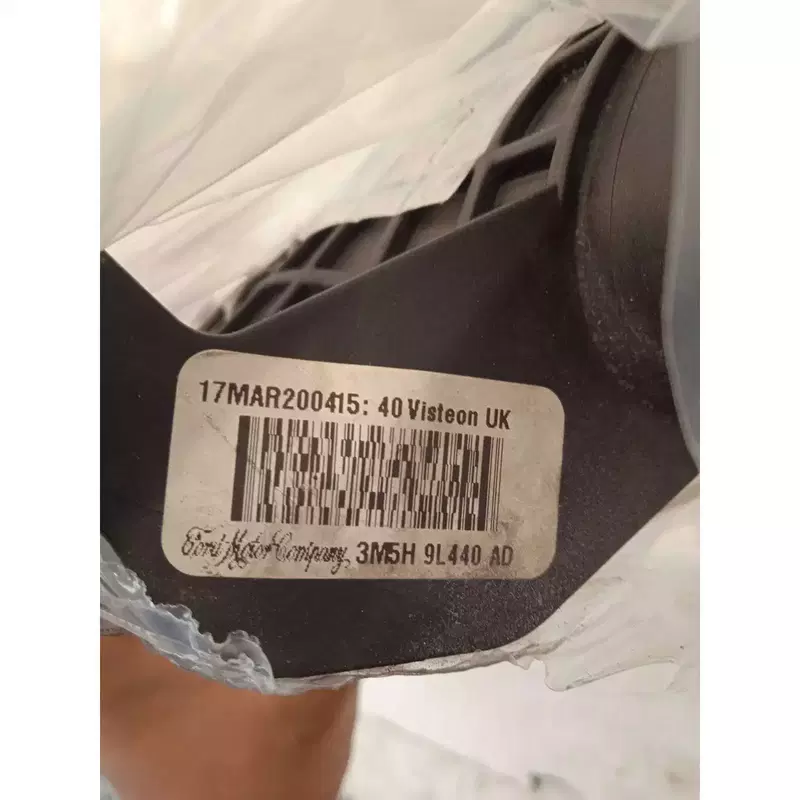 17MAR200415: 40 Visteon UK
Ford Motor Company, 3M5H 9L440 AD